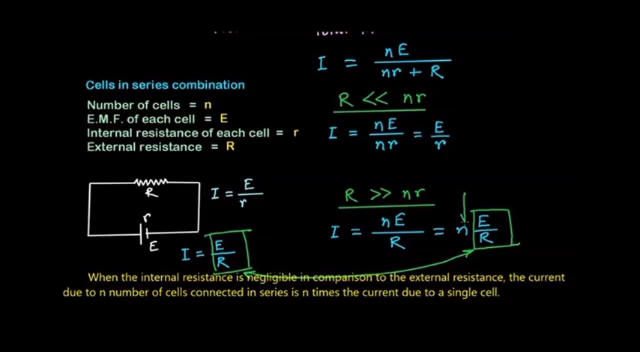 I = nE / (nr + R)
Cells in series combination
Number of cells = n
E.M.F. of each cell = E
Internal resistance of each cell = r
External resistance = R
R << nr
I = nE / nr = E / r
R
r
E
I = E / r
I = E / R
R >> nr
I = nE / R = n E / R
When the internal resistance is negligible in comparison to the external resistance, the current
due to n number of cells connected in series is n times the current due to a single cell.